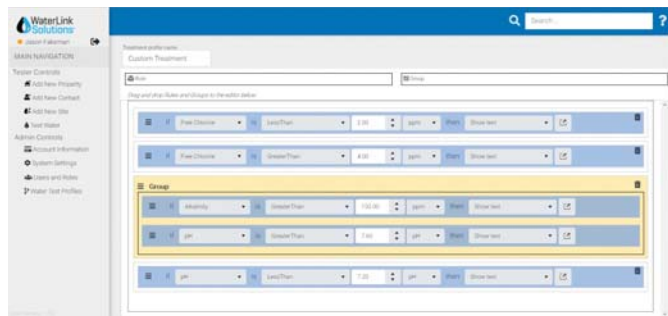 WaterLink
Solutions
Jason Fakeman
MAIN NAVIGATION
Tester Controls
Add New Property
Add New Contact
Add New Site
Test Water
Admin Controls
Account Information
System Settings
Users and Roles
Water Test Profiles
Search...
?
Treatment profile name
Custom Treatment
Rule
Group
Drag and drop Rules and Groups to the editor below:
If Free Chlorine is LessThan 2.00 ppm then Show text
If Free Chlorine is GreaterThan 4.00 ppm then Show text
Group
If Alkalinity is GreaterThan ppm then Show text
If pH is GreaterThan 7.60 pH then Show text
If pH is LessThan 7.20 pH then Show text